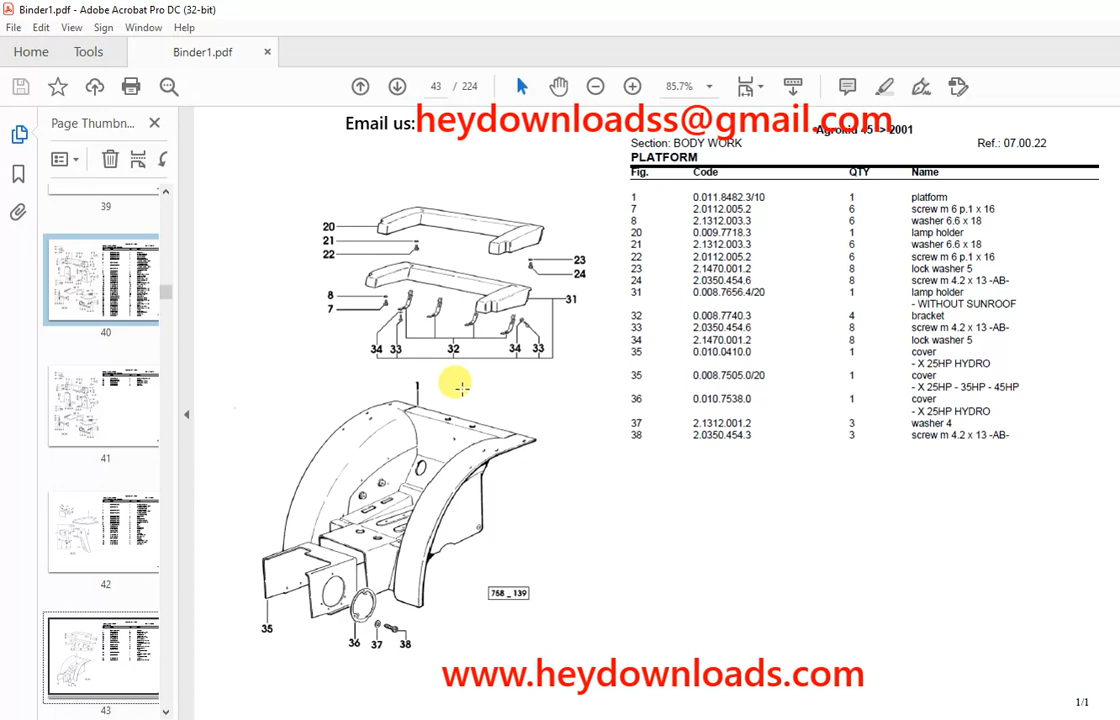 Binder1.pdf - Adobe Acrobat Pro DC (32-bit)
File Edit View Sign Window Help
Home Tools Binder1.pdf ×
43 / 224 85.7%
Page Thumbn...
39
40
41
42
43
Email us:heydownloadss@gmail.com
Agrokid 45 -> 2001
Section: BODY WORK Ref.: 07.00.22
PLATFORM
Fig. Code QTY Name
1 0.011.8482.3/10 1 platform
7 2.0112.005.2 6 screw m 6 p.1 x 16
8 2.1312.003.3 6 washer 6.6 x 18
20 0.009.7718.3 1 lamp holder
21 2.1312.003.3 6 washer 6.6 x 18
22 2.0112.005.2 6 screw m 6 p.1 x 16
23 2.1470.001.2 8 lock washer 5
24 2.0350.454.6 8 screw m 4.2 x 13 -AB-
31 0.008.7656.4/20 1 lamp holder
- WITHOUT SUNROOF
32 0.008.7740.3 4 bracket
33 2.0350.454.6 8 screw m 4.2 x 13 -AB-
34 2.1470.001.2 8 lock washer 5
35 0.010.0410.0 1 cover
- X 25HP HYDRO
35 0.008.7505.0/20 1 cover
- X 25HP - 35HP - 45HP
36 0.010.7538.0 1 cover
- X 25HP HYDRO
37 2.1312.001.2 3 washer 4
38 2.0350.454.3 3 screw m 4.2 x 13 -AB-
20
21
22
23
24
8
7
31
34 33 32 34 33
1
35
36 37 38
768_139
www.heydownloads.com
1/1